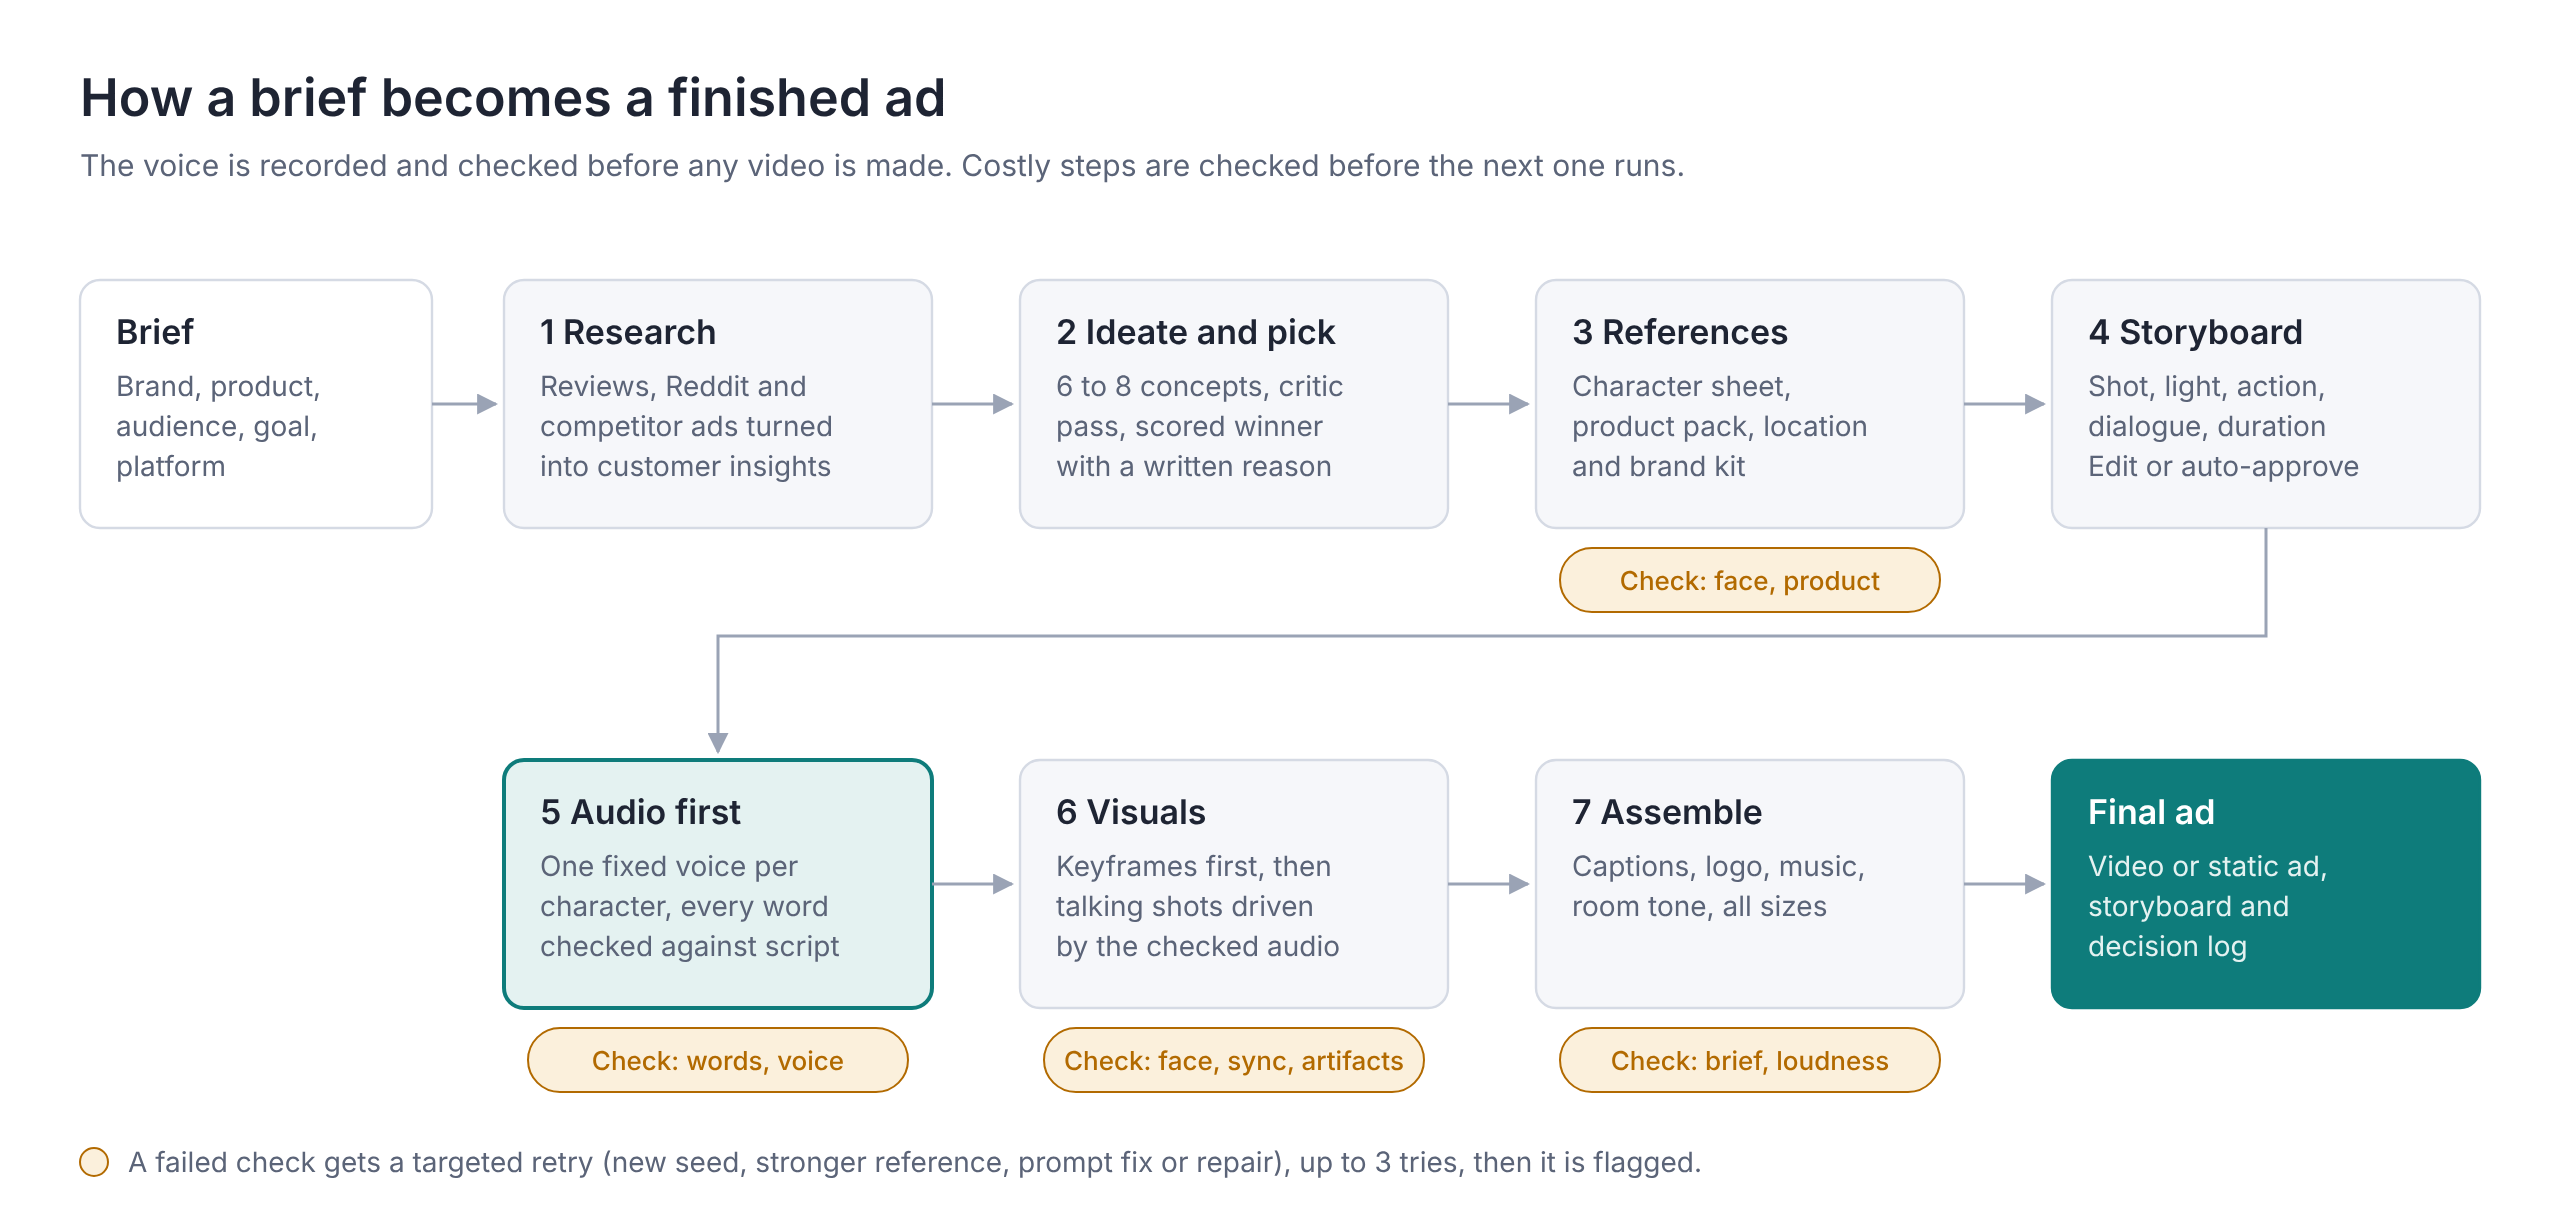 How a brief becomes a finished ad
The voice is recorded and checked before any video is made. Costly steps are checked before the next one runs.
Brief
Brand, product,
audience, goal,
platform
1 Research
Reviews, Reddit and
competitor ads turned
into customer insights
2 Ideate and pick
6 to 8 concepts, critic
pass, scored winner
with a written reason
3 References
Character sheet,
product pack, location
and brand kit
Check: face, product
4 Storyboard
Shot, light, action,
dialogue, duration
Edit or auto-approve
5 Audio first
One fixed voice per
character, every word
checked against script
Check: words, voice
6 Visuals
Keyframes first, then
talking shots driven
by the checked audio
Check: face, sync, artifacts
7 Assemble
Captions, logo, music,
room tone, all sizes
Check: brief, loudness
Final ad
Video or static ad,
storyboard and
decision log
A failed check gets a targeted retry (new seed, stronger reference, prompt fix or repair), up to 3 tries, then it is flagged.